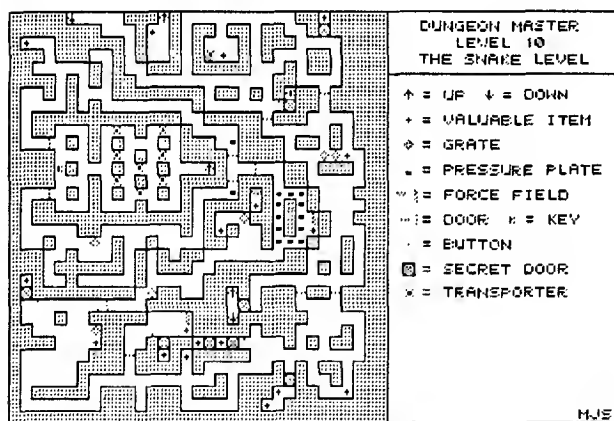 DUNGEON MASTER
LEVEL 10
THE SNAKE LEVEL
↑ = UP ↓ = DOWN
+ = VALUABLE ITEM
◇ = GRATE
▬ = PRESSURE PLATE
= FORCE FIELD
= DOOR K = KEY
· = BUTTON
= SECRET DOOR
× = TRANSPORTER
MJS